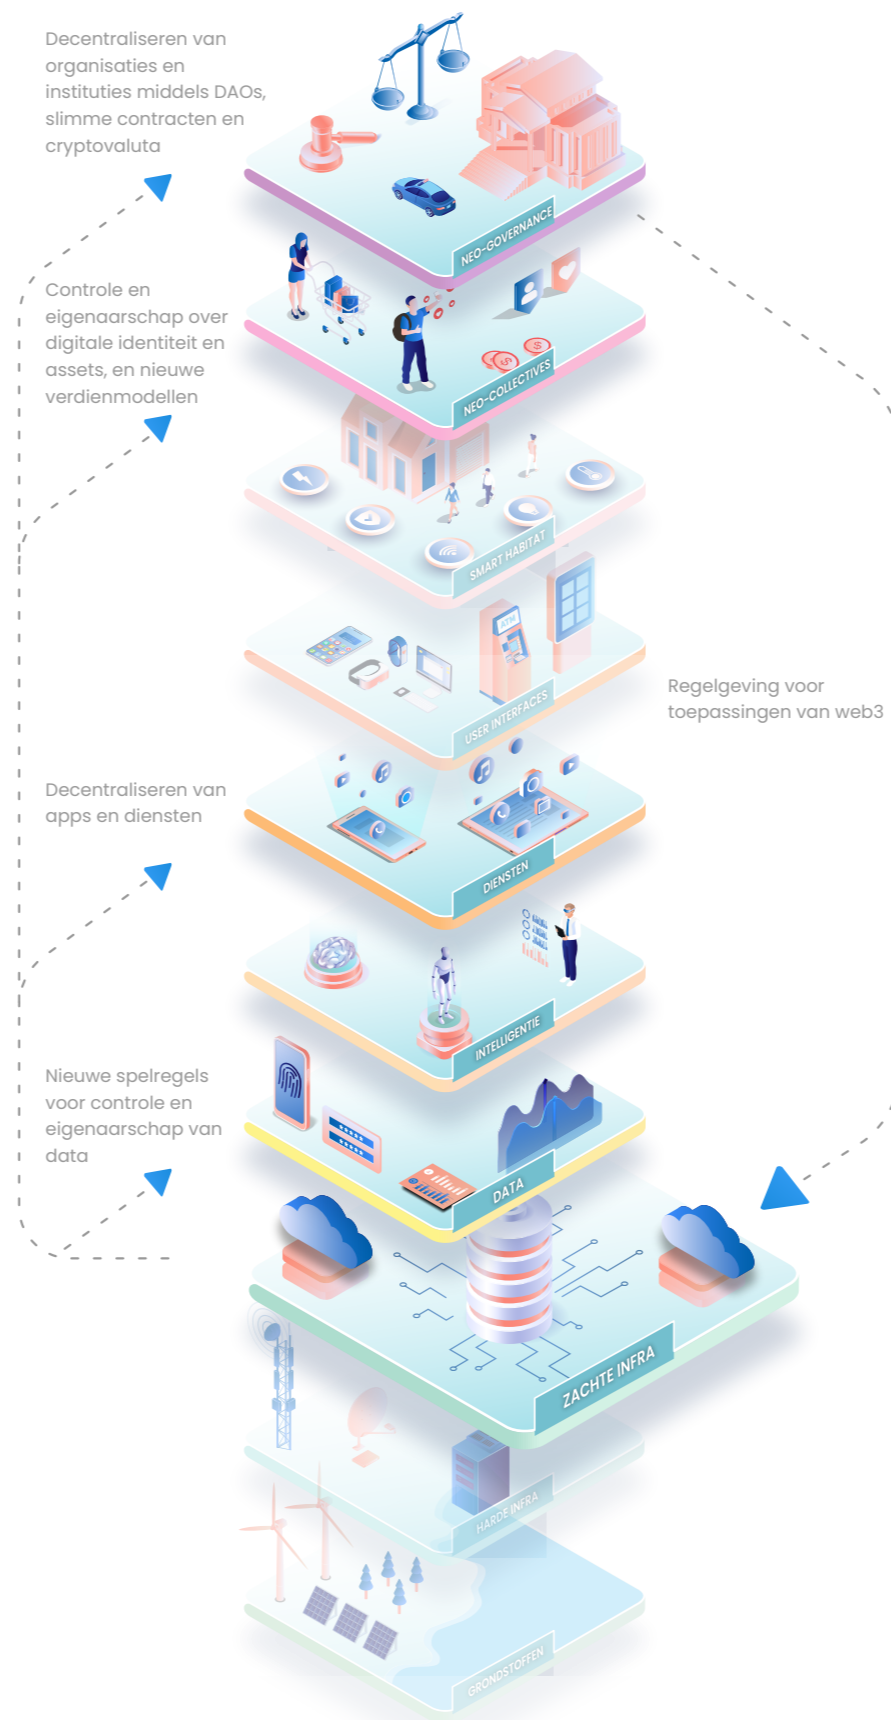 Decentraliseren van
organisaties en
instituties middels DAOs,
slimme contracten en
cryptovaluta
NEO-GOVERNANCE
Controle en
eigenaarschap over
digitale identiteit en
assets, en nieuwe
verdienmodellen
NEO-COLLECTIVES
SMART HABITAT
ATM
USER INTERFACES
Regelgeving voor
toepassingen van web3
Decentraliseren van
apps en diensten
DIENSTEN
INTELLIGENTIE
Nieuwe spelregels
voor controle en
eigenaarschap van
data
DATA
ZACHTE INFRA
HARDE INFRA
GRONDSTOFFEN